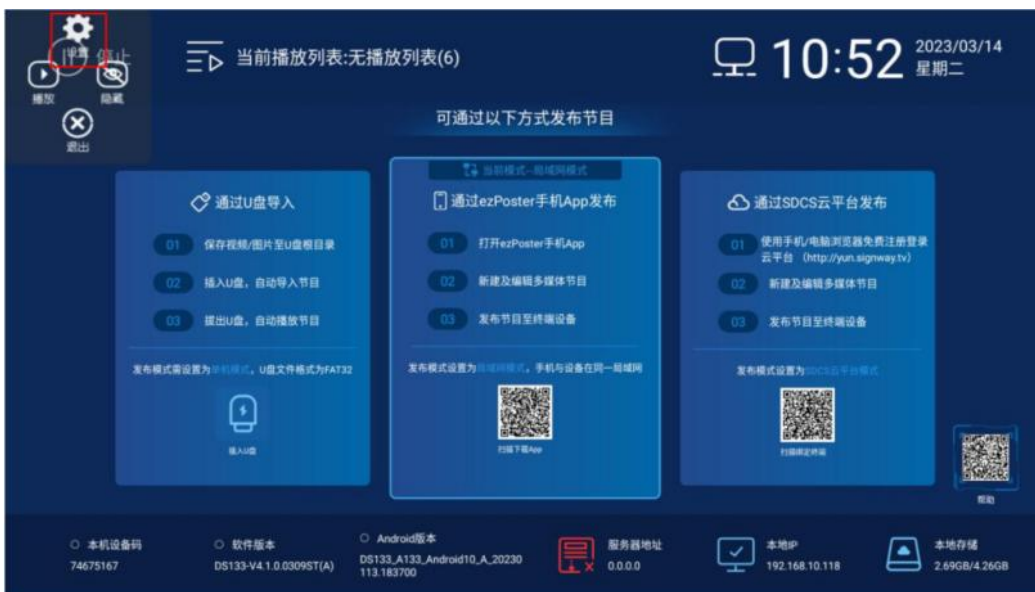 设置
停止
播放
隐藏
退出
当前播放列表:无播放列表(6)
10:52
2023/03/14
星期二
可通过以下方式发布节目
通过U盘导入
01 保存视频/图片至U盘根目录
02 插入U盘，自动导入节目
03 拔出U盘，自动播放节目
发布模式需设置为单机模式，U盘文件格式为FAT32
插入U盘
当前模式--局域网模式
通过ezPoster手机App发布
01 打开ezPoster手机App
02 新建及编辑多媒体节目
03 发布节目至终端设备
发布模式设置为局域网模式，手机与设备在同一局域网
扫描下载App
通过SDCS云平台发布
01 使用手机/电脑浏览器免费注册登录
云平台 （http://yun.signway.tv）
02 新建及编辑多媒体节目
03 发布节目至终端设备
发布模式设置为SDCS云平台模式
扫描绑定终端
帮助
本机设备码
74675167
软件版本
DS133-V4.1.0.0309ST(A)
Android版本
DS133_A133_Android10_A_20230
113.183700
服务器地址
0.0.0.0
本地IP
192.168.10.118
本地存储
2.69GB/4.26GB